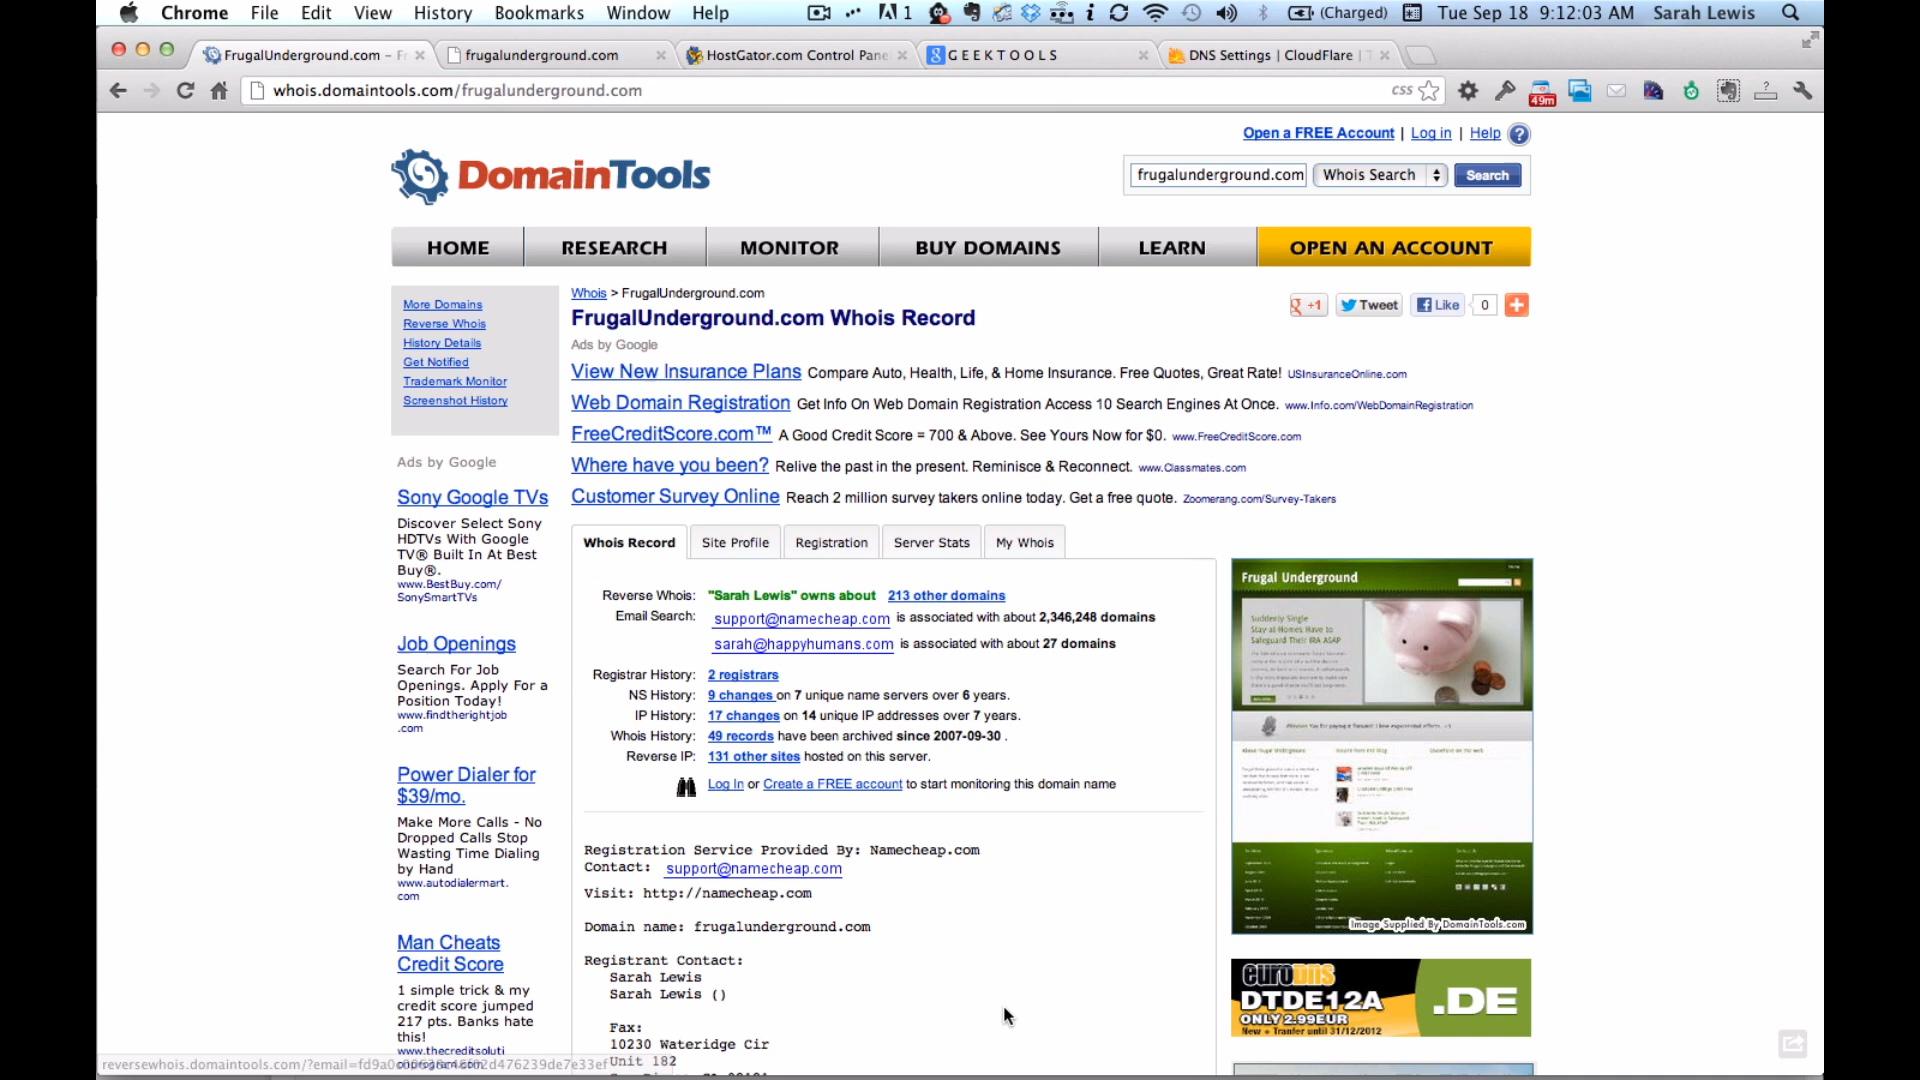 Chrome File Edit View History Bookmarks Window Help 1 (Charged) Tue Sep 18 9:12:03 AM Sarah Lewis
FrugalUnderground.com – Fr frugalunderground.com HostGator.com Control Pane GEEKTOOLS DNS Settings | CloudFlare | T
whois.domaintools.com/frugalunderground.com css 49m
Open a FREE Account | Log in | Help ?
DomainTools
frugalunderground.com Whois Search Search
HOME RESEARCH MONITOR BUY DOMAINS LEARN OPEN AN ACCOUNT
More Domains
Reverse Whois
History Details
Get Notified
Trademark Monitor
Screenshot History
Ads by Google
Sony Google TVs
Discover Select Sony
HDTVs With Google
TV® Built In At Best
Buy®.
www.BestBuy.com/
SonySmartTVs
Job Openings
Search For Job
Openings. Apply For a
Position Today!
www.findtherightjob
.com
Power Dialer for
$39/mo.
Make More Calls - No
Dropped Calls Stop
Wasting Time Dialing
by Hand
www.autodialermart.
com
Man Cheats
Credit Score
1 simple trick & my
credit score jumped
217 pts. Banks hate
this!
www.thecreditsoluti
Whois > FrugalUnderground.com
FrugalUnderground.com Whois Record
+1 Tweet Like 0
Ads by Google
View New Insurance Plans Compare Auto, Health, Life, & Home Insurance. Free Quotes, Great Rate! USInsuranceOnline.com
Web Domain Registration Get Info On Web Domain Registration Access 10 Search Engines At Once. www.Info.com/WebDomainRegistration
FreeCreditScore.com™ A Good Credit Score = 700 & Above. See Yours Now for $0. www.FreeCreditScore.com
Where have you been? Relive the past in the present. Reminisce & Reconnect. www.Classmates.com
Customer Survey Online Reach 2 million survey takers online today. Get a free quote. Zoomerang.com/Survey-Takers
Whois Record Site Profile Registration Server Stats My Whois
Reverse Whois: "Sarah Lewis" owns about 213 other domains
Email Search: support@namecheap.com is associated with about 2,346,248 domains
sarah@happyhumans.com is associated with about 27 domains
Registrar History: 2 registrars
NS History: 9 changes on 7 unique name servers over 6 years.
IP History: 17 changes on 14 unique IP addresses over 7 years.
Whois History: 49 records have been archived since 2007-09-30 .
Reverse IP: 131 other sites hosted on this server.
Log In or Create a FREE account to start monitoring this domain name
Registration Service Provided By: Namecheap.com
Contact: support@namecheap.com
Visit: http://namecheap.com
Domain name: frugalunderground.com
Registrant Contact:
Sarah Lewis
Sarah Lewis ()
Fax:
10230 Wateridge Cir
Unit 182
Frugal Underground
Suddenly Single
Stay at Homes Have to
Safeguard Their IRA ASAP
Image Supplied By DomainTools.com
euroDNS
DTDE12A
ONLY 2.99EUR
New + Tranfer until 31/12/2012
.DE